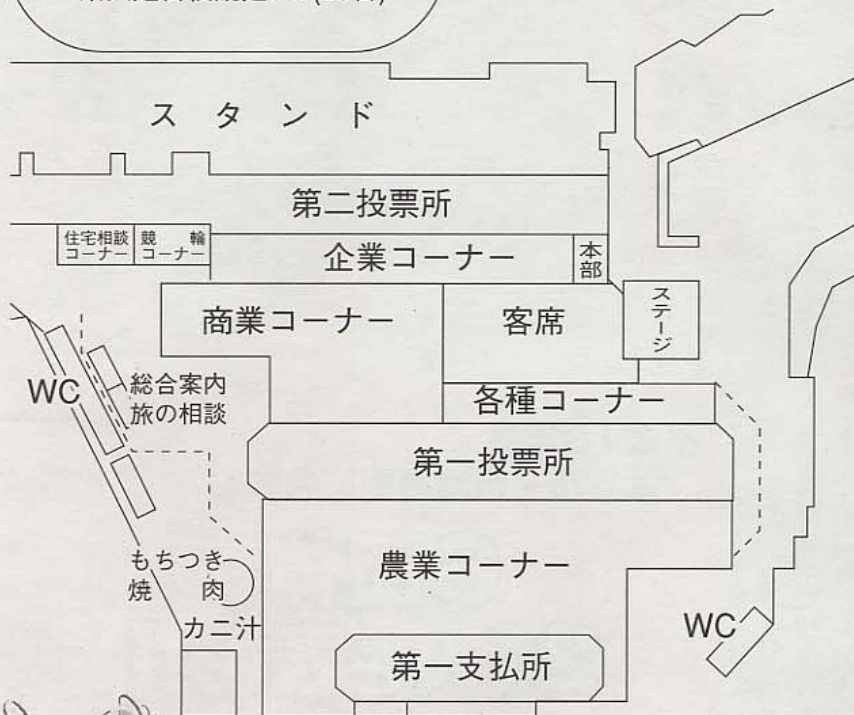 スタンド
第二投票所
住宅相談
コーナー
競輪
コーナー
企業コーナー
本部
商業コーナー
客席
ステージ
WC
総合案内
旅の相談
各種コーナー
第一投票所
もちつき
焼肉
カニ汁
農業コーナー
WC
第一支払所